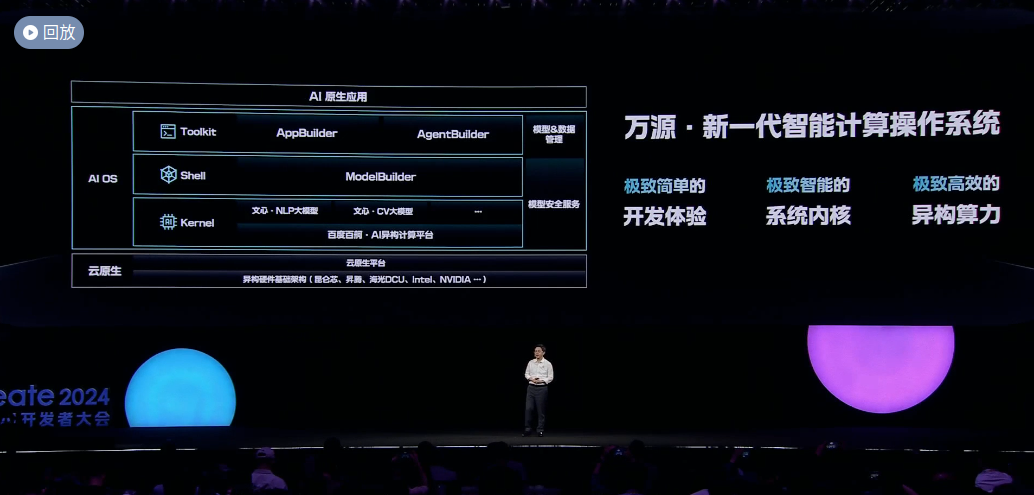 回放
AI 原生应用
AI OS
Toolkit
AppBuilder
AgentBuilder
模型&数据
管理
Shell
ModelBuilder
Kernel
文心·NLP大模型
文心·CV大模型
...
百度百舸·AI异构计算平台
模型安全服务
云原生
云原生平台
异构硬件基础架构（昆仑芯、昇腾、海光DCU、Intel、NVIDIA ...）
万源·新一代智能计算操作系统
极致简单的
开发体验
极致智能的
系统内核
极致高效的
异构算力
eate 2024
开发者大会